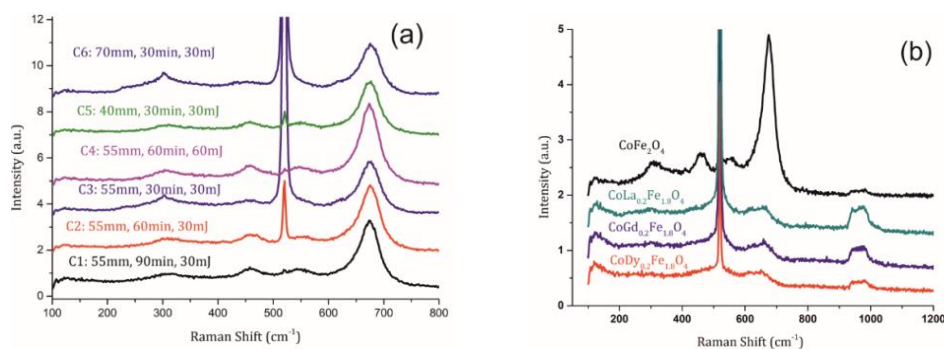 (a)
12
10
8
6
4
2
0
Intensity (a.u.)
C6: 70mm, 30min, 30mJ
C5: 40mm, 30min, 30mJ
C4: 55mm, 60min, 60mJ
C3: 55mm, 30min, 30mJ
C2: 55mm, 60min, 30mJ
C1: 55mm, 90min, 30mJ
100 200 300 400 500 600 700 800
Raman Shift (cm⁻¹)
(b)
5
4
3
2
1
0
Intensity (a.u.)
CoFe₂O₄
CoLa₀.₂Fe₁.₈O₄
CoGd₀.₂Fe₁.₈O₄
CoDy₀.₂Fe₁.₈O₄
200 400 600 800 1000 1200
Raman Shift (cm⁻¹)